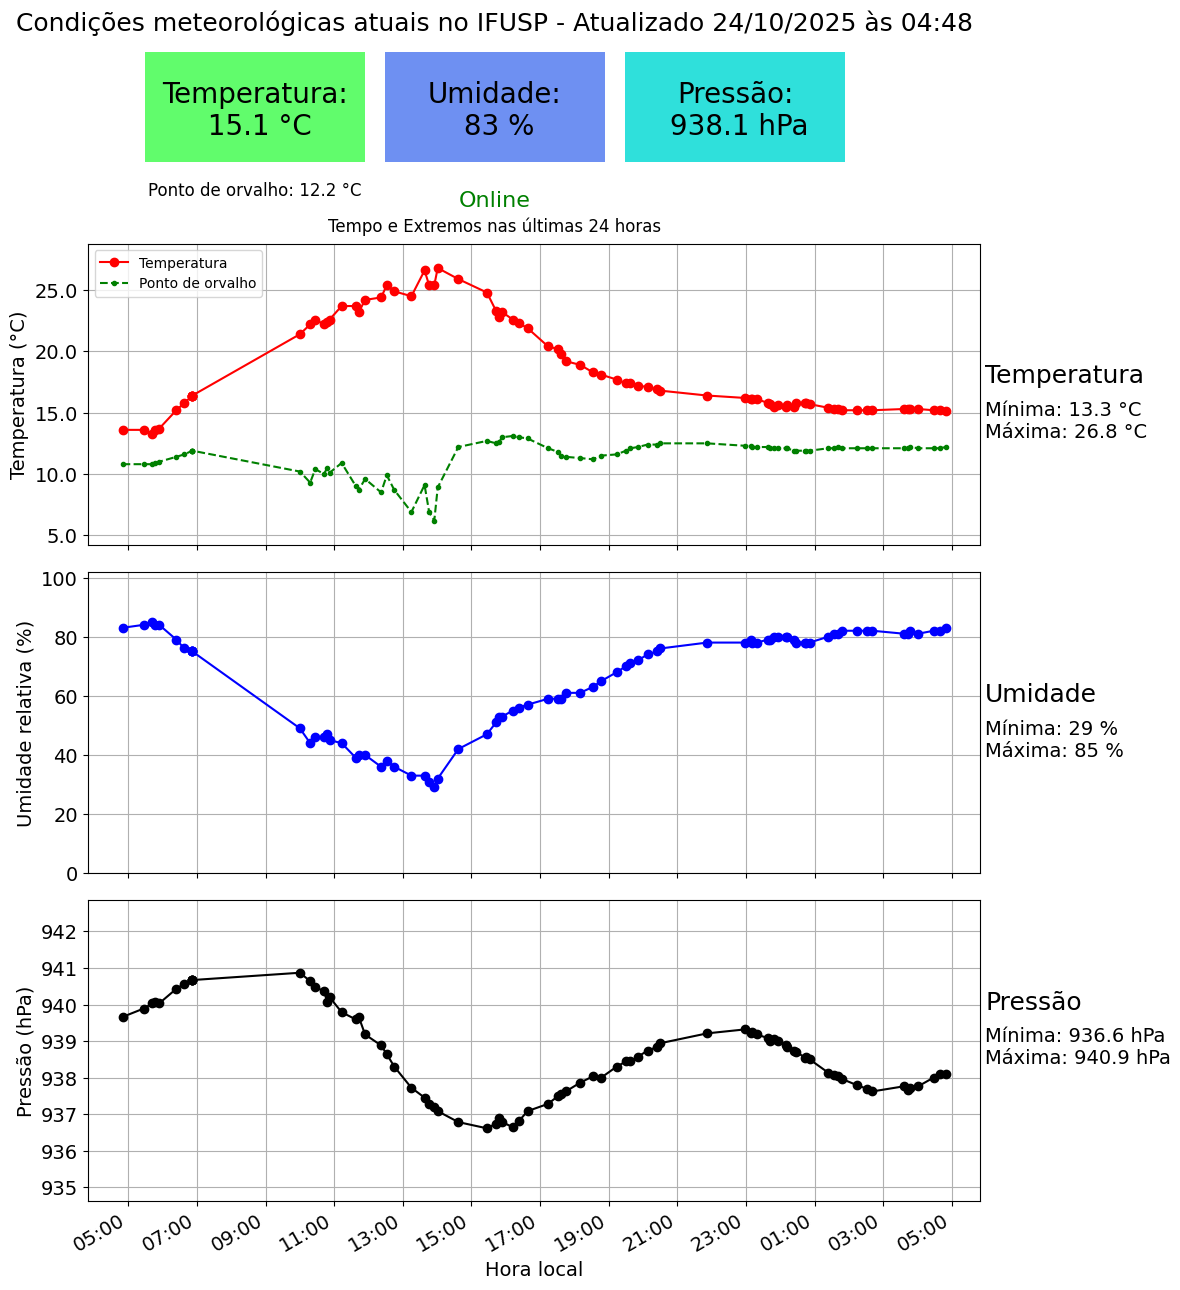 Condições meteorológicas atuais no IFUSP - Atualizado 24/10/2025 às 04:48
Temperatura:
15.1 °C
Umidade:
83 %
Pressão:
938.1 hPa
Ponto de orvalho: 12.2 °C
Online
Tempo e Extremos nas últimas 24 horas
Temperatura
Ponto de orvalho
Temperatura (°C)
25.0
20.0
15.0
10.0
5.0
Temperatura
Mínima: 13.3 °C
Máxima: 26.8 °C
Umidade relativa (%)
100
80
60
40
20
0
Umidade
Mínima: 29 %
Máxima: 85 %
Pressão (hPa)
942
941
940
939
938
937
936
935
Pressão
Mínima: 936.6 hPa
Máxima: 940.9 hPa
05:00
07:00
09:00
11:00
13:00
15:00
17:00
19:00
21:00
23:00
01:00
03:00
05:00
Hora local